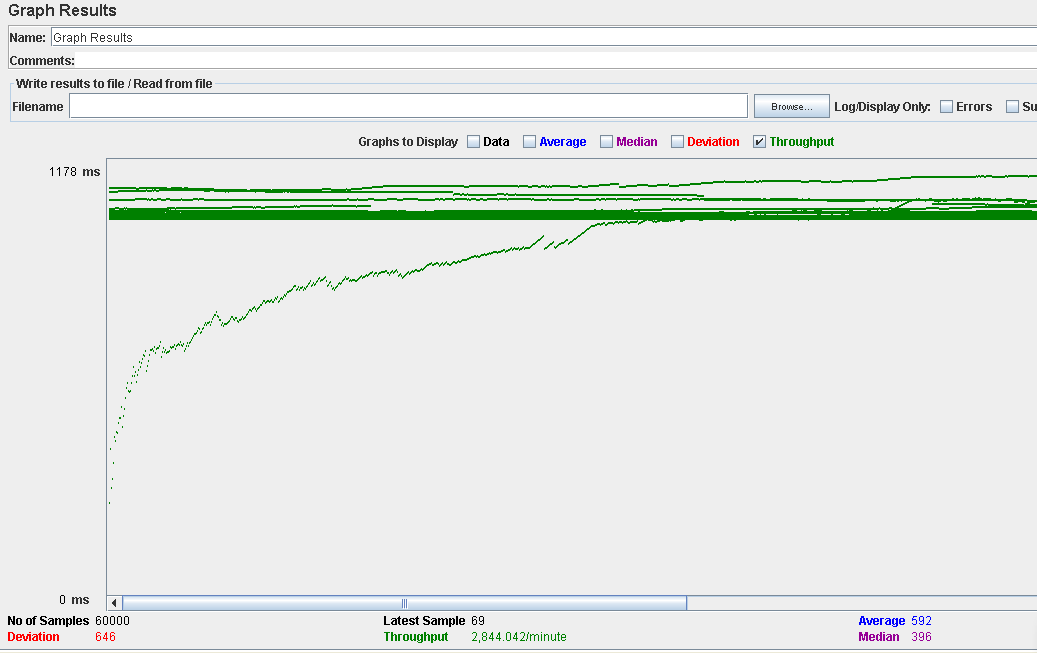 Graph Results
Name: Graph Results
Comments:
Write results to file / Read from file
Filename Browse... Log/Display Only: Errors Su
Graphs to Display Data Average Median Deviation Throughput
1178 ms
0 ms
No of Samples 60000 Latest Sample 69 Average 592
Deviation 646 Throughput 2,844.042/minute Median 396